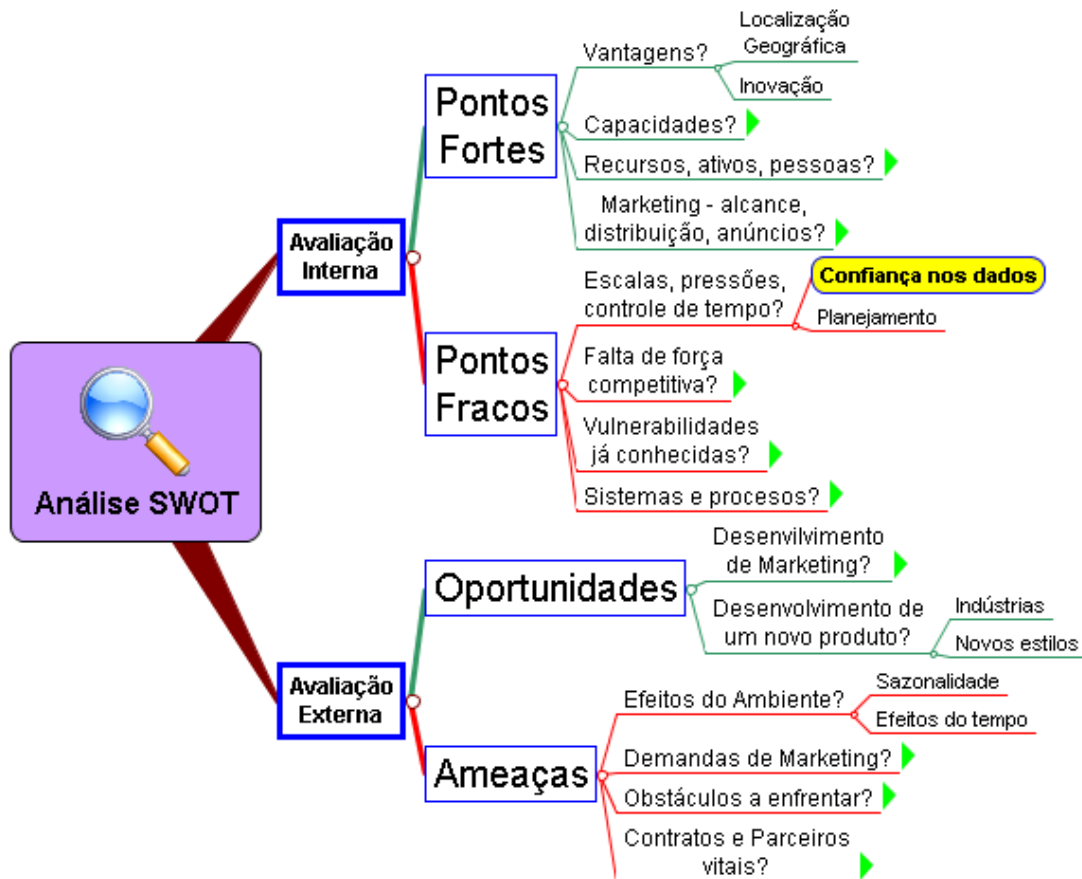 Análise SWOT
Avaliação
Interna
Pontos
Fortes
Vantagens?
Localização
Geográfica
Inovação
Capacidades?
Recursos, ativos, pessoas?
Marketing - alcance,
distribuição, anúncios?
Pontos
Fracos
Escalas, pressões,
controle de tempo?
Confiança nos dados
Planejamento
Falta de força
competitiva?
Vulnerabilidades
já conhecidas?
Sistemas e procesos?
Avaliação
Externa
Oportunidades
Desenvilvimento
de Marketing?
Desenvolvimento de
um novo produto?
Indústrias
Novos estilos
Ameaças
Efeitos do Ambiente?
Sazonalidade
Efeitos do tempo
Demandas de Marketing?
Obstáculos a enfrentar?
Contratos e Parceiros
vitais?